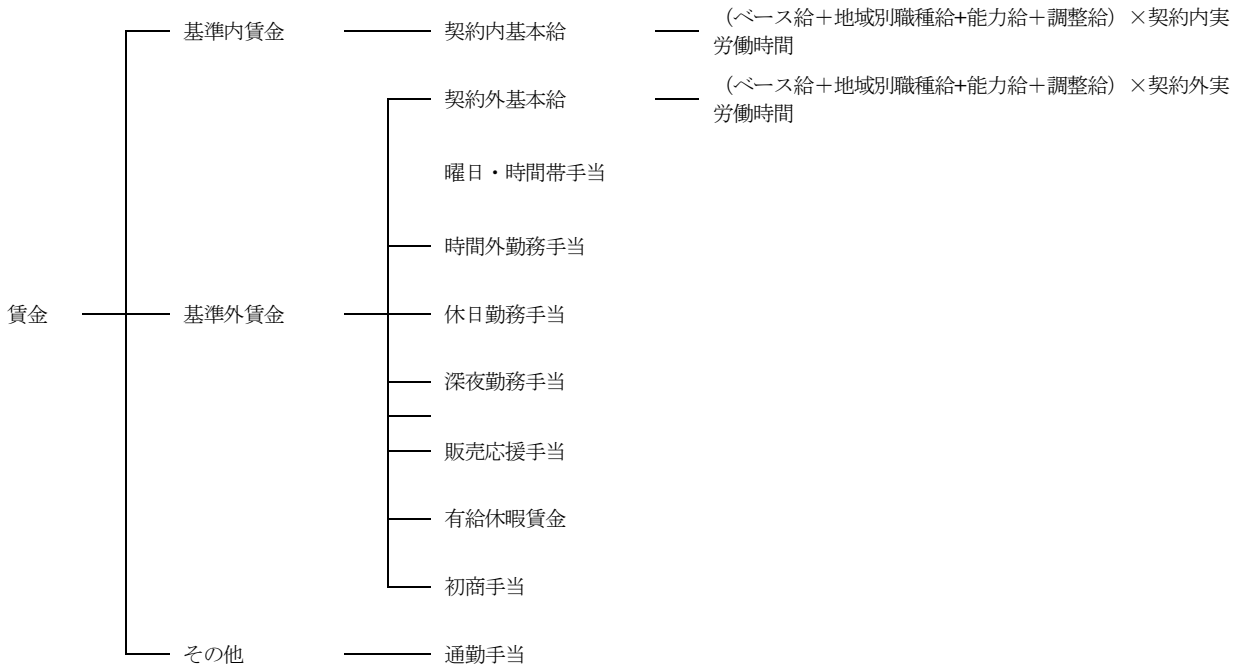 基準内賃金
契約内基本給
（ベース給＋地域別職種給+能力給＋調整給）×契約内実
労働時間
契約外基本給
（ベース給＋地域別職種給+能力給＋調整給）×契約外実
労働時間
曜日・時間帯手当
時間外勤務手当
賃金
基準外賃金
休日勤務手当
深夜勤務手当
販売応援手当
有給休暇賃金
初商手当
その他
通勤手当